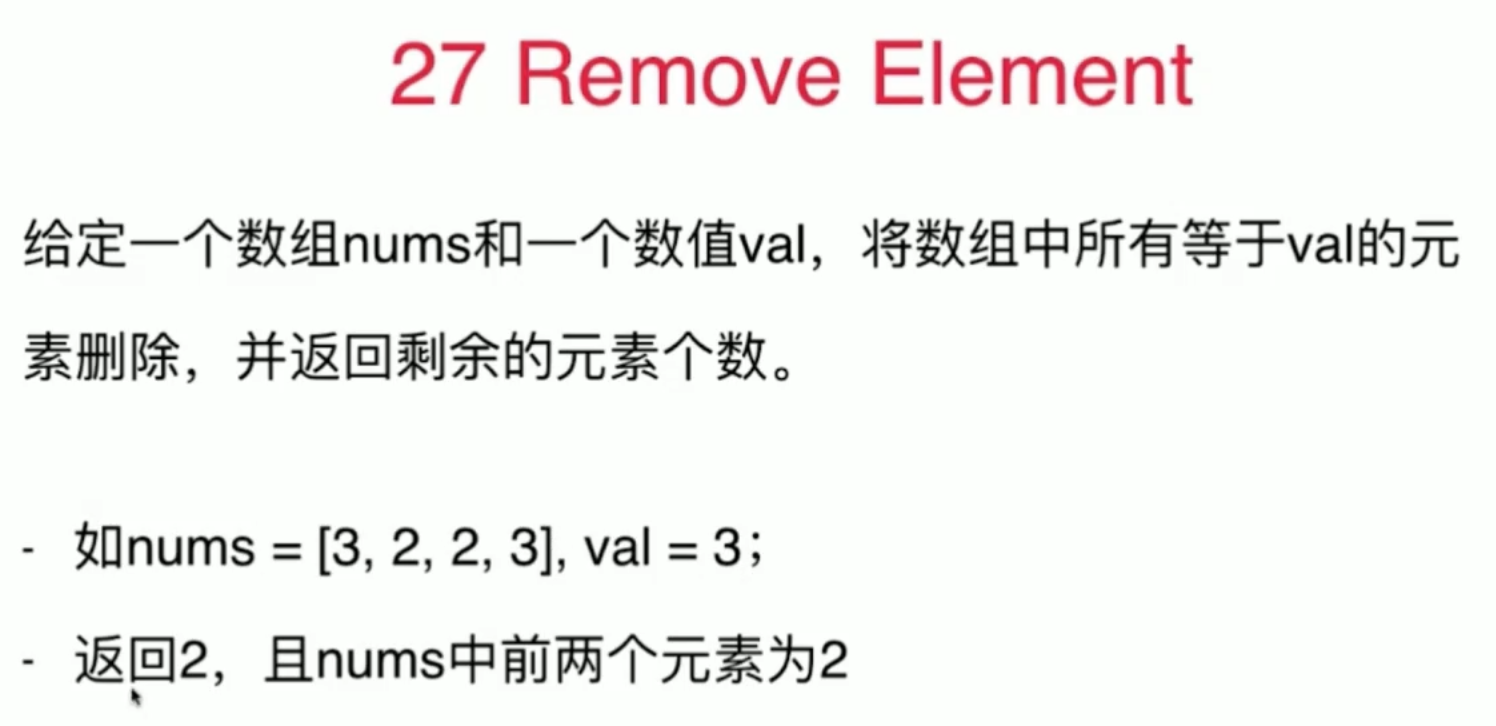 27 Remove Element
给定一个数组nums和一个数值val，将数组中所有等于val的元
素删除，并返回剩余的元素个数。
- 如nums = [3, 2, 2, 3], val = 3；
- 返回2，且nums中前两个元素为2